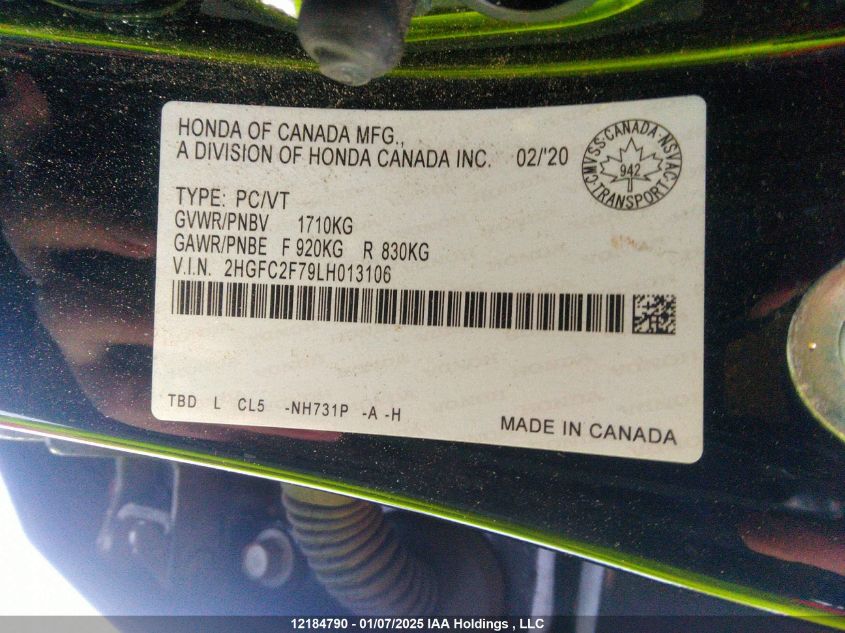 HONDA OF CANADA MFG.,
A DIVISION OF HONDA CANADA INC. 02/'20
CMVSS-CANADA-NSVAC
942
TRANSPORT
TYPE: PC/VT
GVWR/PNBV 1710KG
GAWR/PNBE F 920KG R 830KG
V.I.N. 2HGFC2F79LH013106
TBD L CL5 -NH731P -A -H
MADE IN CANADA
12184790 - 01/07/2025 IAA Holdings , LLC